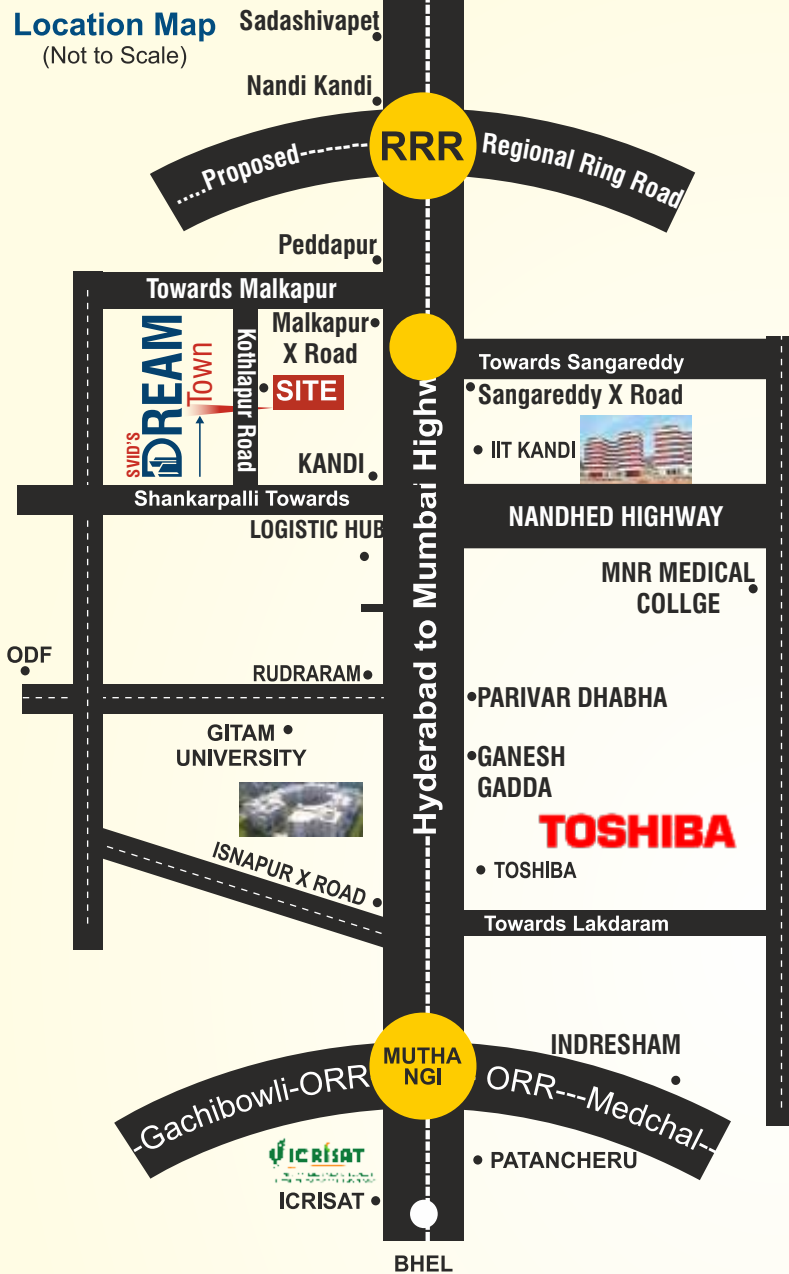 Location Map
(Not to Scale)
Sadashivapet
Nandi Kandi
.....Proposed--------
RRR
Regional Ring Road
Peddapur
Towards Malkapur
Malkapur
X Road
Kothlapur Road
SVID'S
DREAM
Town
SITE
Towards Sangareddy
Sangareddy X Road
IIT KANDI
KANDI
Shankarpalli Towards
NANDHED HIGHWAY
LOGISTIC HUB
Hyderabad to Mumbai Highw
MNR MEDICAL
COLLGE
ODF
RUDRARAM
PARIVAR DHABHA
GITAM
UNIVERSITY
GANESH
GADDA
TOSHIBA
TOSHIBA
ISNAPUR X ROAD
Towards Lakdaram
MUTHA
NGI
INDRESHAM
-Gachibowli-ORR
ORR---Medchal--
ICRISAT
PATANCHERU
ICRISAT
BHEL